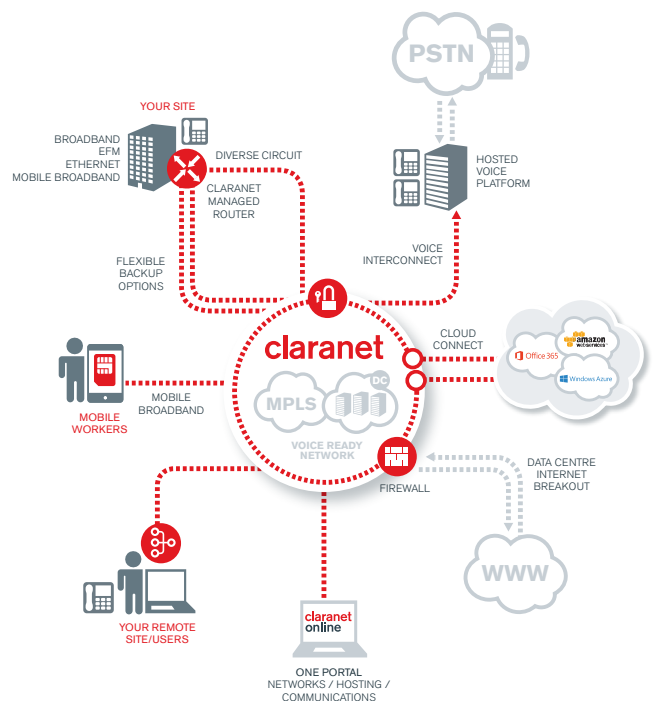 PSTN
YOUR SITE
BROADBAND
EFM
ETHERNET
MOBILE BROADBAND
DIVERSE CIRCUIT
CLARANET
MANAGED
ROUTER
HOSTED
VOICE
PLATFORM
FLEXIBLE
BACKUP
OPTIONS
VOICE
INTERCONNECT
claranet
CLOUD
CONNECT
Office 365
amazon
webservices
Windows Azure
MOBILE
WORKERS
MOBILE
BROADBAND
MPLS
DC
VOICE READY
NETWORK
FIREWALL
DATA CENTRE
INTERNET
BREAKOUT
WWW
YOUR REMOTE
SITE/USERS
claranet
online
ONE PORTAL
NETWORKS / HOSTING /
COMMUNICATIONS